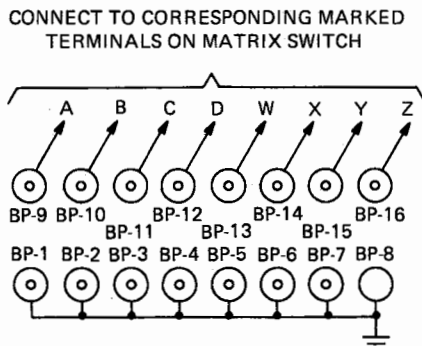 CONNECT TO CORRESPONDING MARKED
TERMINALS ON MATRIX SWITCH
A B C D W X Y Z
BP-9 BP-10 BP-12 BP-14 BP-16
BP-11 BP-13 BP-15
BP-1 BP-2 BP-3 BP-4 BP-5 BP-6 BP-7 BP-8